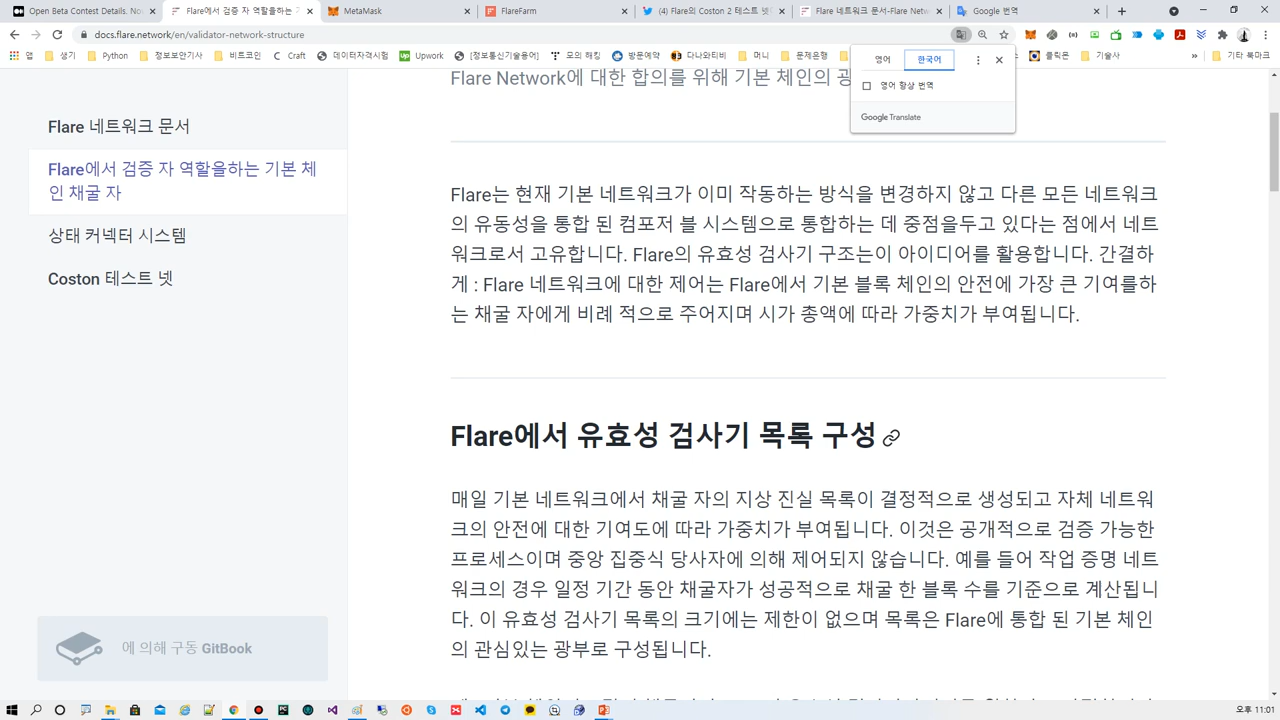 Open Beta Contest Details. No
Flare에서 검증 자 역할을하는 기
MetaMask
FlareFarm
(4) Flare의 Coston 2 테스트 넷
Flare 네트워크 문서-Flare Netw
Google 번역
docs.flare.network/en/validator-network-structure
앱
생기
Python
정보보안기사
비트코인
Craft
데이터자격시험
Upwork
[정보통신기술용어]
모의 해킹
방문예약
다나와티비
머니
문제은행
클릭몬
기술사
»
기타 북마크
영어
한국어
영어 항상 번역
Google Translate
Flare Network에 대한 합의를 위해 기본 체인의 광
Flare 네트워크 문서
Flare에서 검증 자 역할을하는 기본 체
인 채굴 자
상태 커넥터 시스템
Coston 테스트 넷
에 의해 구동 GitBook
Flare는 현재 기본 네트워크가 이미 작동하는 방식을 변경하지 않고 다른 모든 네트워크
의 유동성을 통합 된 컴포저 블 시스템으로 통합하는 데 중점을두고 있다는 점에서 네트
워크로서 고유합니다. Flare의 유효성 검사기 구조는이 아이디어를 활용합니다. 간결하
게 : Flare 네트워크에 대한 제어는 Flare에서 기본 블록 체인의 안전에 가장 큰 기여를하
는 채굴 자에게 비례 적으로 주어지며 시가 총액에 따라 가중치가 부여됩니다.
Flare에서 유효성 검사기 목록 구성
매일 기본 네트워크에서 채굴 자의 지상 진실 목록이 결정적으로 생성되고 자체 네트워
크의 안전에 대한 기여도에 따라 가중치가 부여됩니다. 이것은 공개적으로 검증 가능한
프로세스이며 중앙 집중식 당사자에 의해 제어되지 않습니다. 예를 들어 작업 증명 네트
워크의 경우 일정 기간 동안 채굴자가 성공적으로 채굴 한 블록 수를 기준으로 계산됩니
다. 이 유효성 검사기 목록의 크기에는 제한이 없으며 목록은 Flare에 통합 된 기본 체인
의 관심있는 광부로 구성됩니다.
오후 11:01